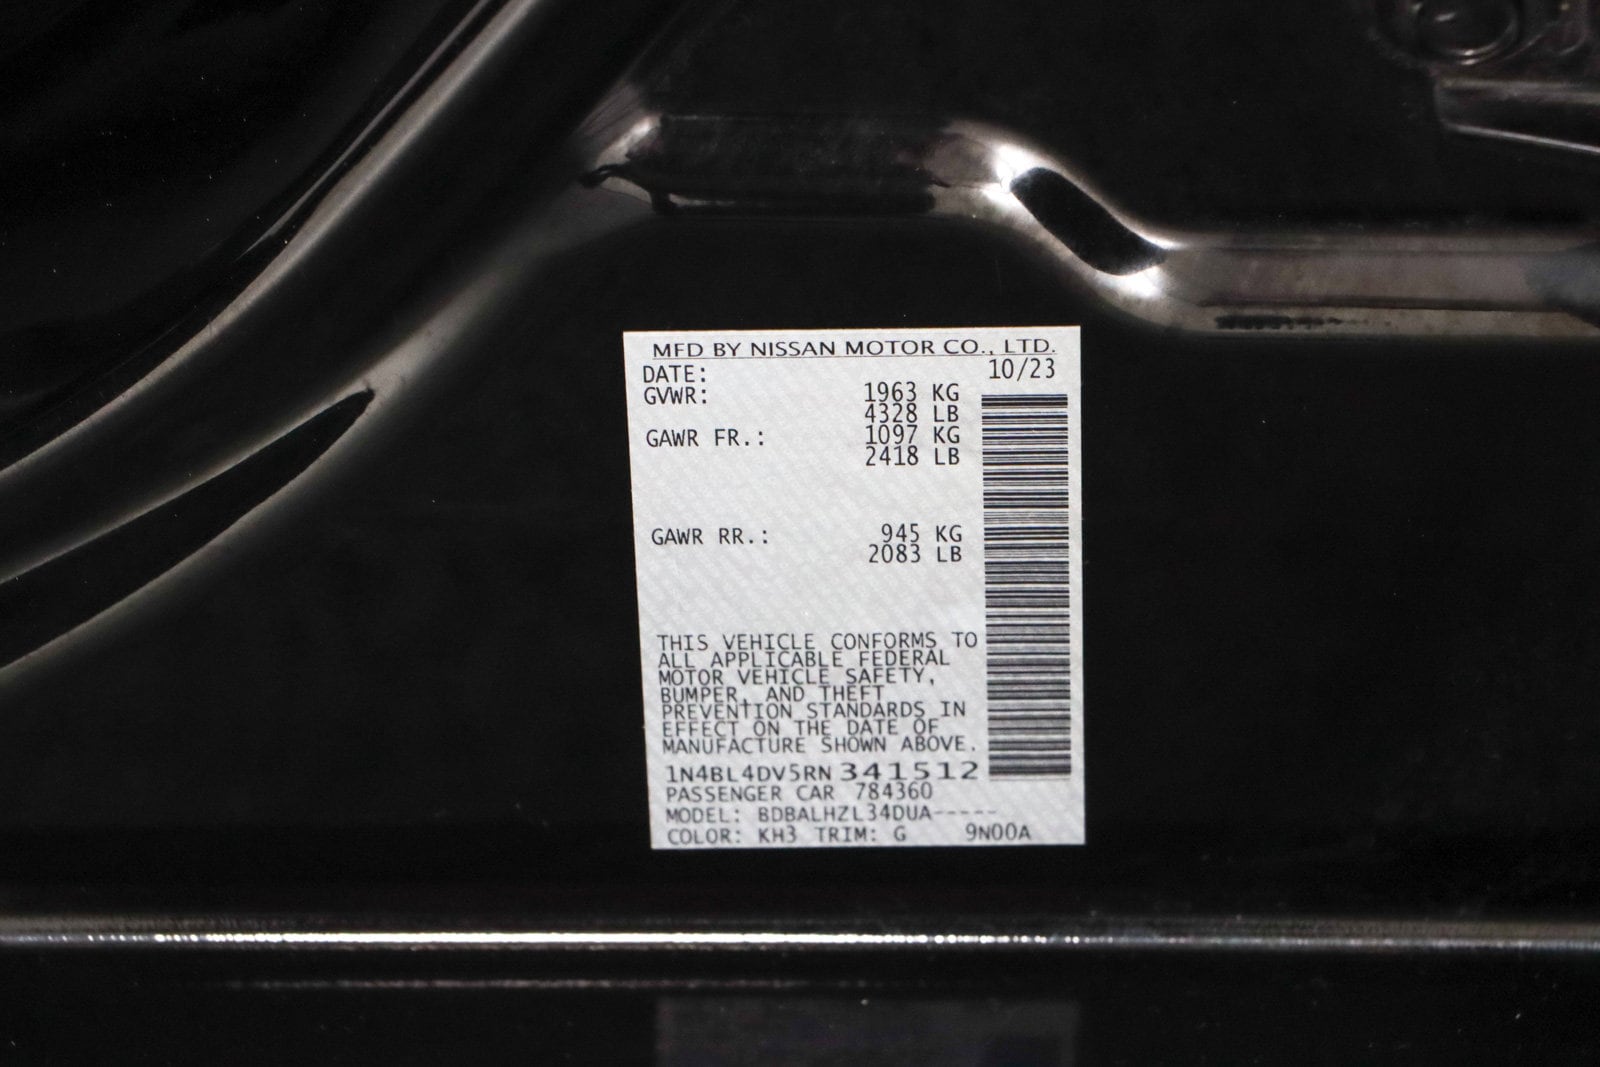 MFD BY NISSAN MOTOR CO., LTD.
DATE: 10/23
GVWR: 1963 KG
4328 LB
GAWR FR.: 1097 KG
2418 LB
GAWR RR.: 945 KG
2083 LB
THIS VEHICLE CONFORMS TO
ALL APPLICABLE FEDERAL
MOTOR VEHICLE SAFETY,
BUMPER, AND THEFT
PREVENTION STANDARDS IN
EFFECT ON THE DATE OF
MANUFACTURE SHOWN ABOVE.
1N4BL4DV5RN341512
PASSENGER CAR 784360
MODEL: BDBALHZL34DUA-----
COLOR: KH3 TRIM: G 9N00A